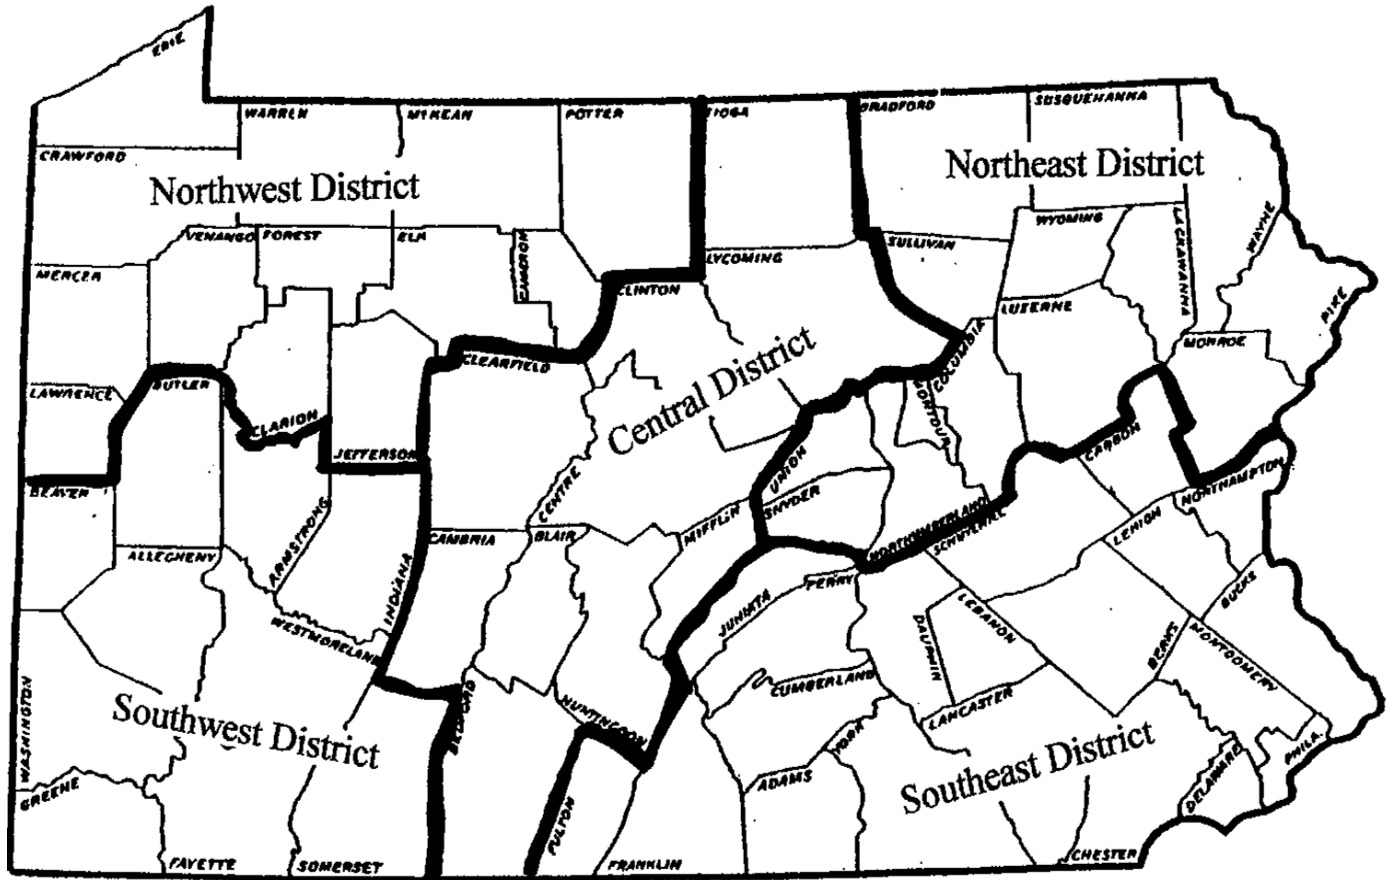 ERIE
WARREN
McKEAN
POTTER
TIOGA
BRADFORD
SUSQUEHANNA
CRAWFORD
Northwest District
Northeast District
VENANGO
FOREST
ELK
CAMERON
SULLIVAN
WYOMING
LACKAWANNA
WAYNE
MERCER
LYCOMING
CLINTON
LUZERNE
PIKE
MONROE
CLEARFIELD
COLUMBIA
Central District
LAWRENCE
BUTLER
CLARION
MONTOUR
JEFFERSON
CARBON
BEAVER
CENTRE
UNION
SNYDER
MIFFLIN
NORTHUMBERLAND
SCHUYLKILL
LEHIGH
NORTHAMPTON
ALLEGHENY
ARMSTRONG
INDIANA
CAMBRIA
BLAIR
JUNIATA
PERRY
BUCKS
WESTMORELAND
DAUPHIN
LEBANON
BERKS
MONTGOMERY
WASHINGTON
Southwest District
BEDFORD
HUNTINGDON
CUMBERLAND
LANCASTER
YORK
Southeast District
GREENE
FULTON
ADAMS
DELAWARE
PHILA.
FAYETTE
SOMERSET
FRANKLIN
CHESTER